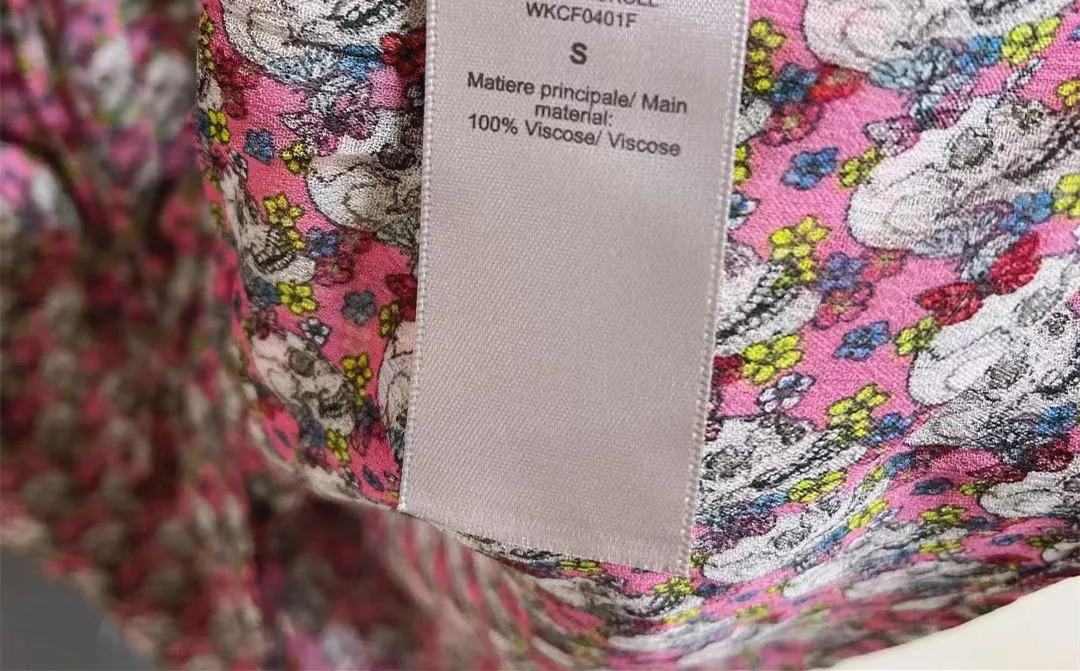 WKCF0401F
S
Matiere principale/ Main
material:
100% Viscose/ Viscose